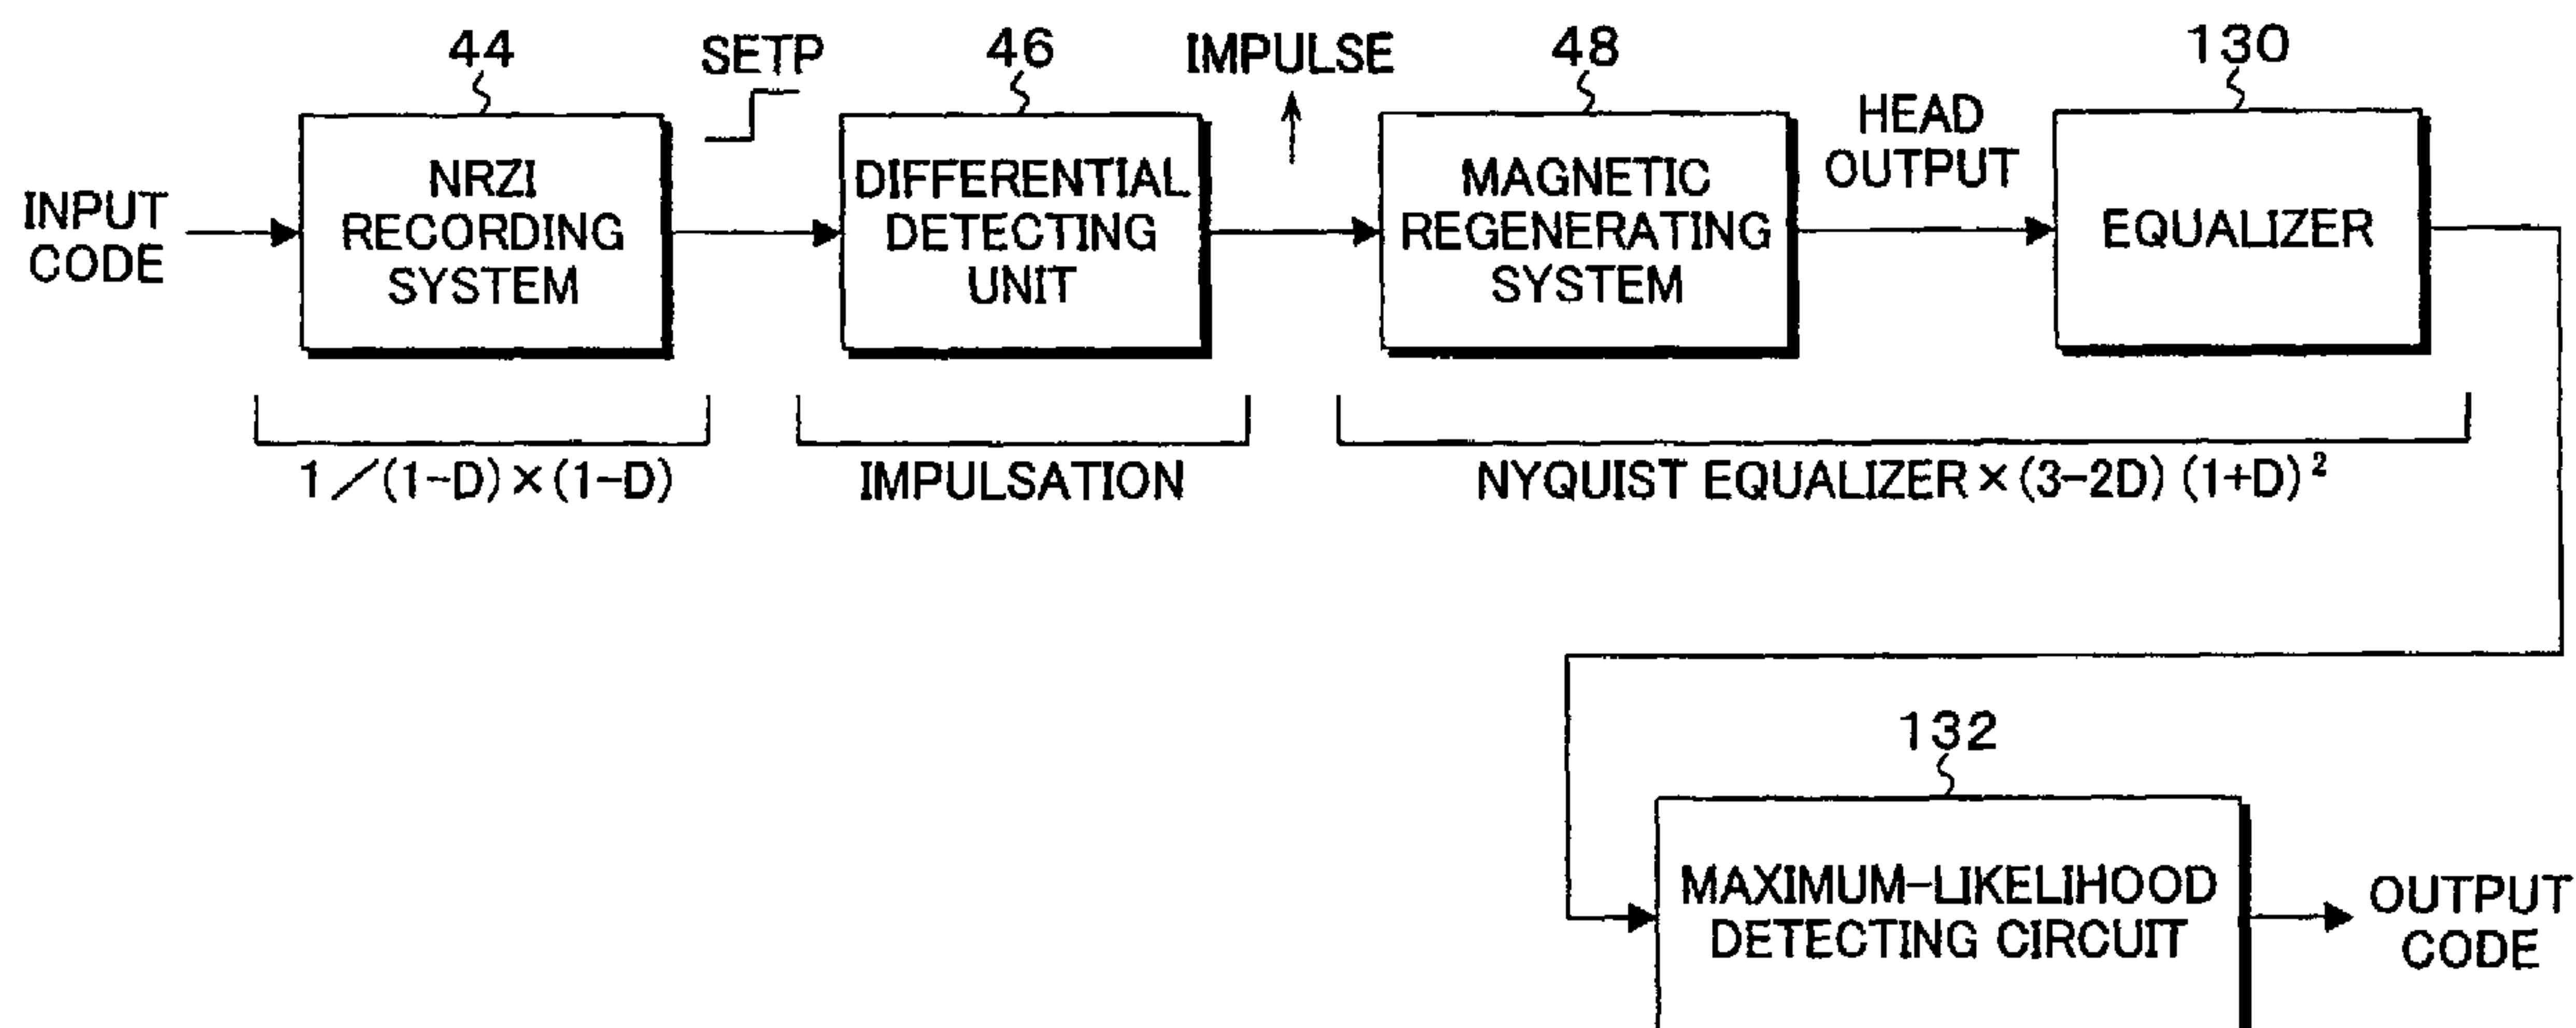 44
SETP
46
IMPULSE
48
130
HEAD
OUTPUT
INPUT
CODE
NRZI
RECORDING
SYSTEM
DIFFERENTIAL
DETECTING
UNIT
MAGNETIC
REGENERATING
SYSTEM
EQUALIZER
1/(1-D)×(1-D)
IMPULSATION
NYQUIST EQUALIZER×(3-2D) (1+D)²
132
MAXIMUM-LIKELIHOOD
DETECTING CIRCUIT
OUTPUT
CODE